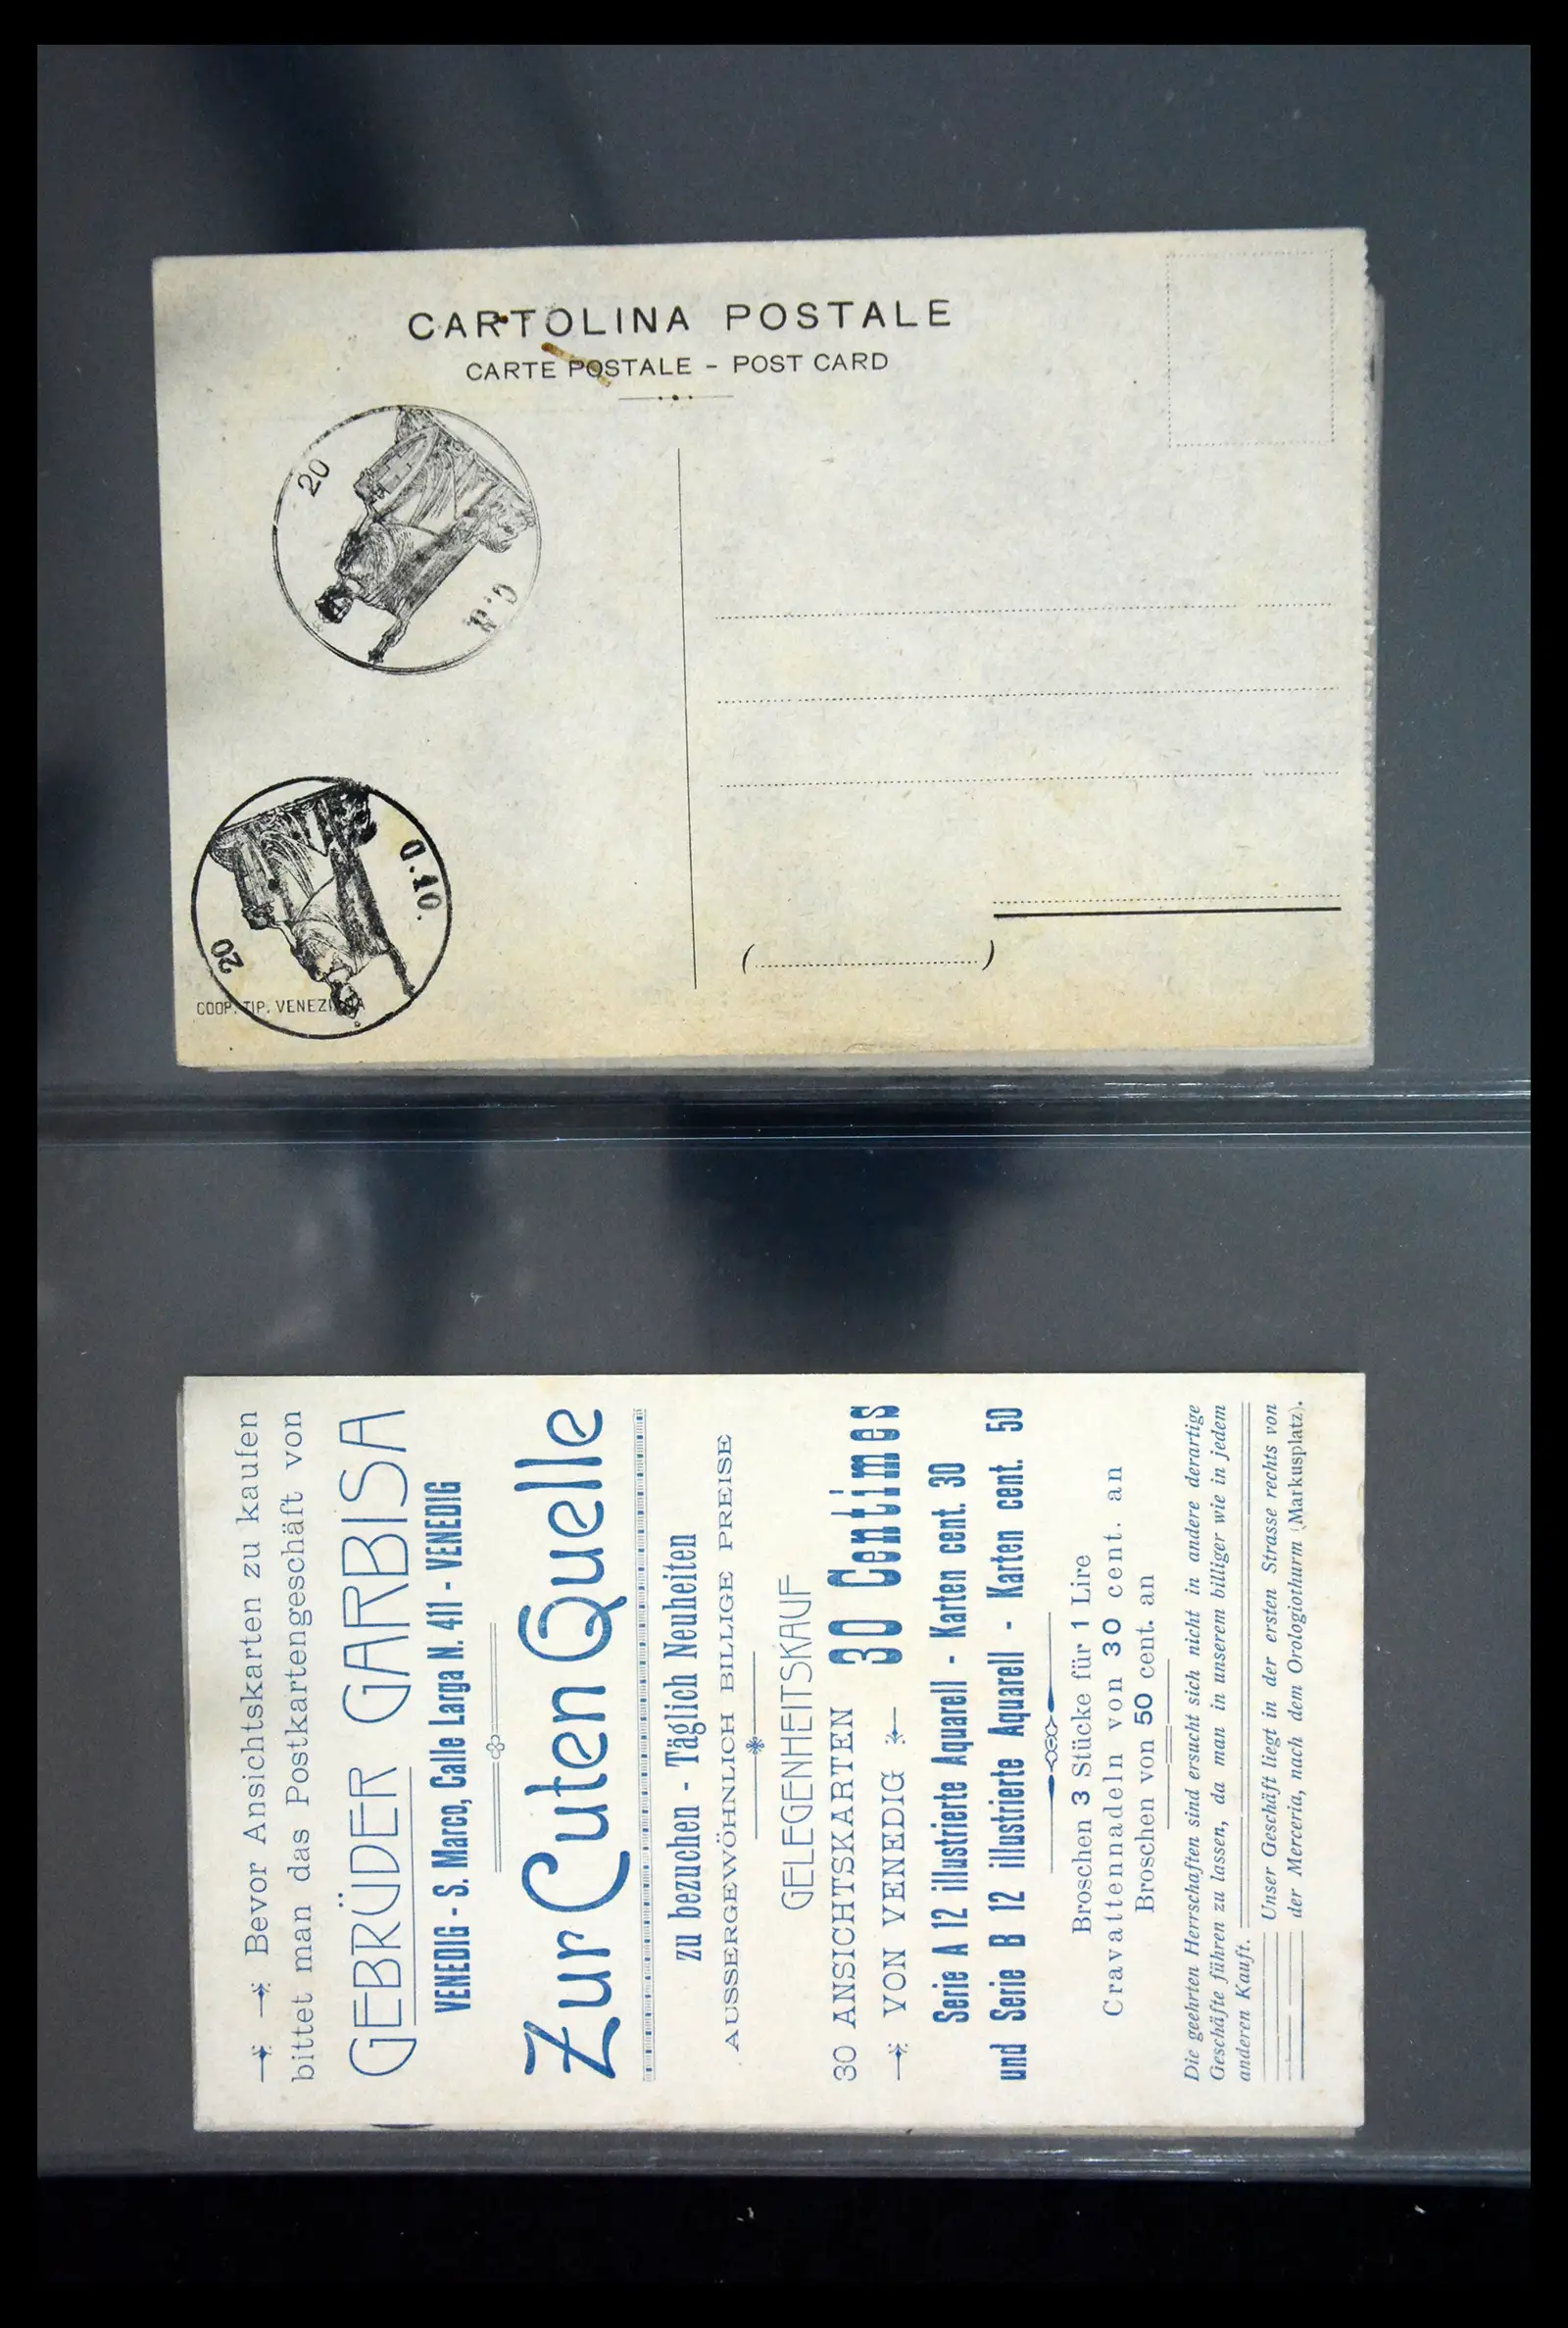 CARTOLINA POSTALE
CARTE POSTALE - POST CARD
20
20
COOP. TIP. VENEZIANA
( )
Bevor Ansichtskarten zu kaufen
bittet man das Postkartengeschäft von
GEBRÜDER GARBISA
VENEDIG - S. Marco, Calle Larga N. 411 - VENEDIG
Zur Guten Quelle
zu bezuchen - Täglich Neuheiten
AUSSERGEWÖHNLICH BILLIGE PREISE
GELEGENHEITSKAUF
30 ANSICHTSKARTEN 30 Centimes
VON VENEDIG
Serie A 12 illustrierte Aquarell - Karten cent. 30
und Serie B 12 illustrierte Aquarell - Karten cent. 50
Broschen 3 Stücke für 1 Lire
Cravattennadeln von 30 cent. an
Broschen von 50 cent. an
Die geehrten Herrschaften sind ersucht sich nicht in andere derartige
Geschäfte führen zu lassen, da man in unserem billiger wie in jedem
anderen Kauft.
Unser Geschäft liegt in der ersten Strasse rechts von
der Merceria, nach dem Orologiothurm (Markusplatz).